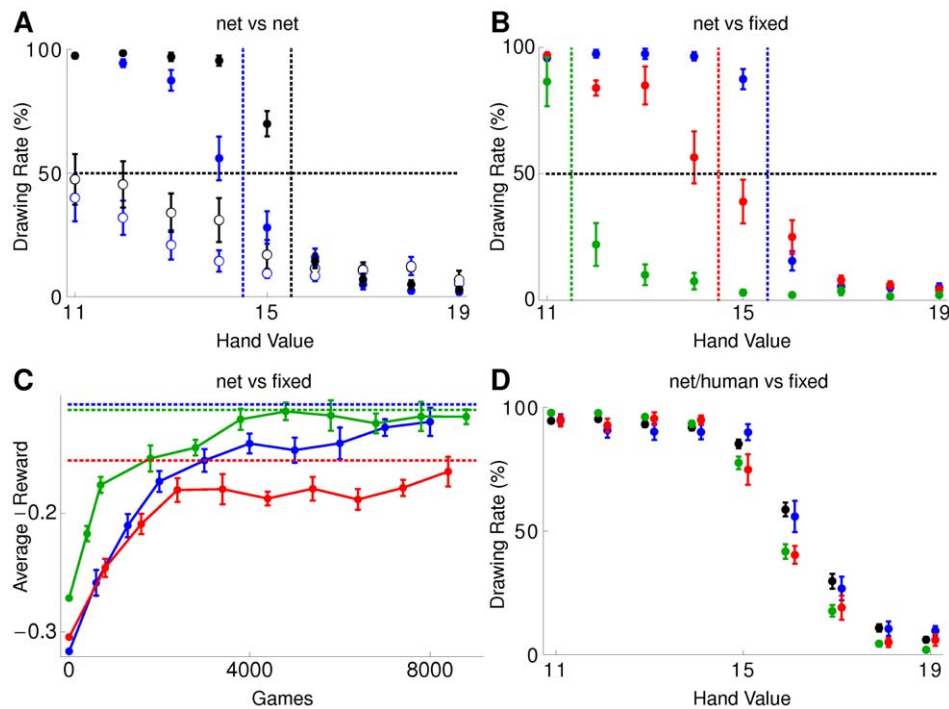 A
net vs net
Drawing Rate (%)
100
50
0
11
15
19
Hand Value
B
net vs fixed
Drawing Rate (%)
100
50
0
11
15
19
Hand Value
C
net vs fixed
Average Reward
−0.2
−0.3
0
4000
8000
Games
D
net/human vs fixed
Drawing Rate (%)
100
50
0
11
15
19
Hand Value